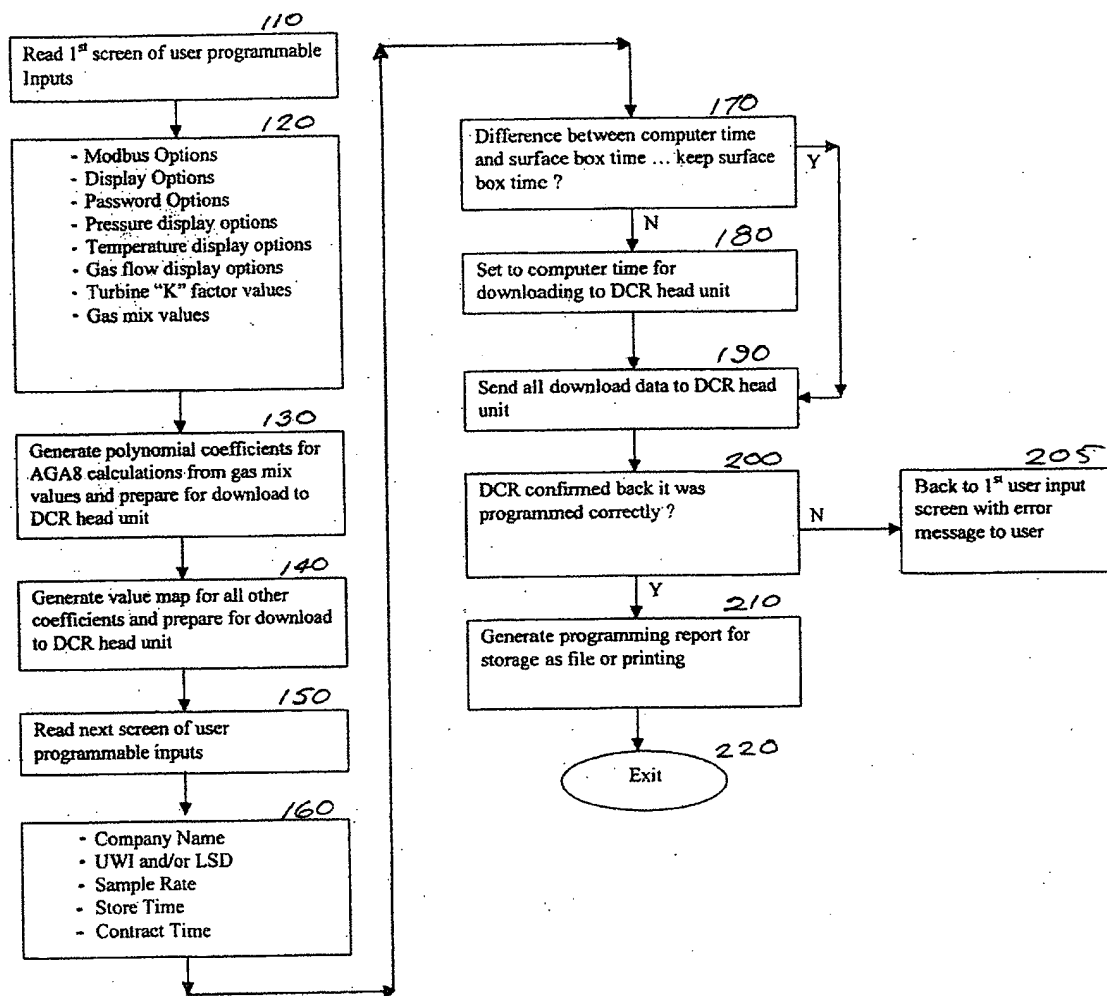 110
Read 1st screen of user programmable
Inputs
120
- Modbus Options
- Display Options
- Password Options
- Pressure display options
- Temperature display options
- Gas flow display options
- Turbine "K" factor values
- Gas mix values
130
Generate polynomial coefficients for
AGA8 calculations from gas mix
values and prepare for download to
DCR head unit
140
Generate value map for all other
coefficients and prepare for download
to DCR head unit
150
Read next screen of user
programmable inputs
160
- Company Name
- UWI and/or LSD
- Sample Rate
- Store Time
- Contract Time
170
Difference between computer time
and surface box time ... keep surface
box time ?
Y
N
180
Set to computer time for
downloading to DCR head unit
190
Send all download data to DCR head
unit
200
DCR confirmed back it was
programmed correctly ?
N
205
Back to 1st user input
screen with error
message to user
Y
210
Generate programming report for
storage as file or printing
220
Exit